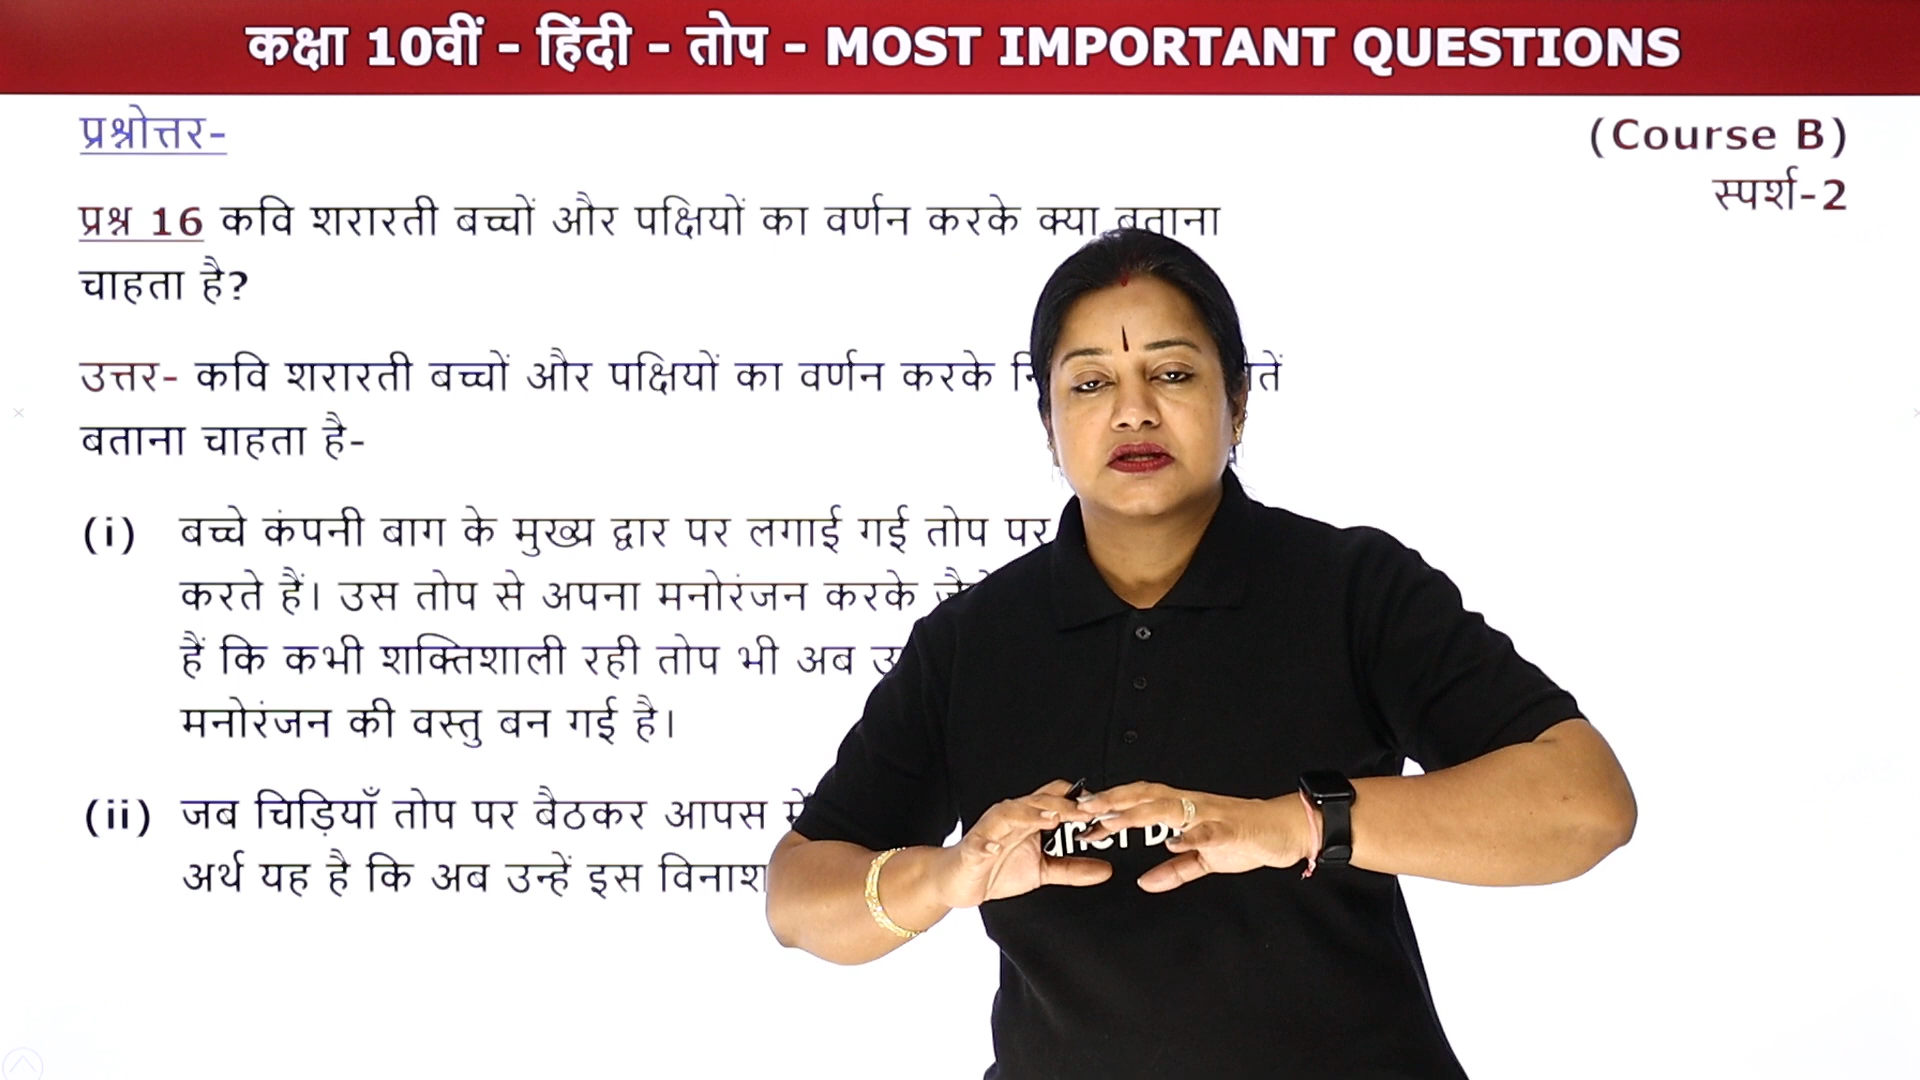 कक्षा 10वीं - हिंदी - तोप - MOST IMPORTANT QUESTIONS
प्रश्नोत्तर-
(Course B)
स्पर्श-2
प्रश्न 16 कवि शरारती बच्चों और पक्षियों का वर्णन करके क्या बताना
चाहता है?
उत्तर- कवि शरारती बच्चों और पक्षियों का वर्णन करके
बताना चाहता है-
(i) बच्चे कंपनी बाग के मुख्य द्वार पर लगाई गई तोप पर
करते हैं। उस तोप से अपना मनोरंजन करके
हैं कि कभी शक्तिशाली रही तोप भी अब
मनोरंजन की वस्तु बन गई है।
(ii) जब चिड़ियाँ तोप पर बैठकर आपस में
अर्थ यह है कि अब उन्हें इस